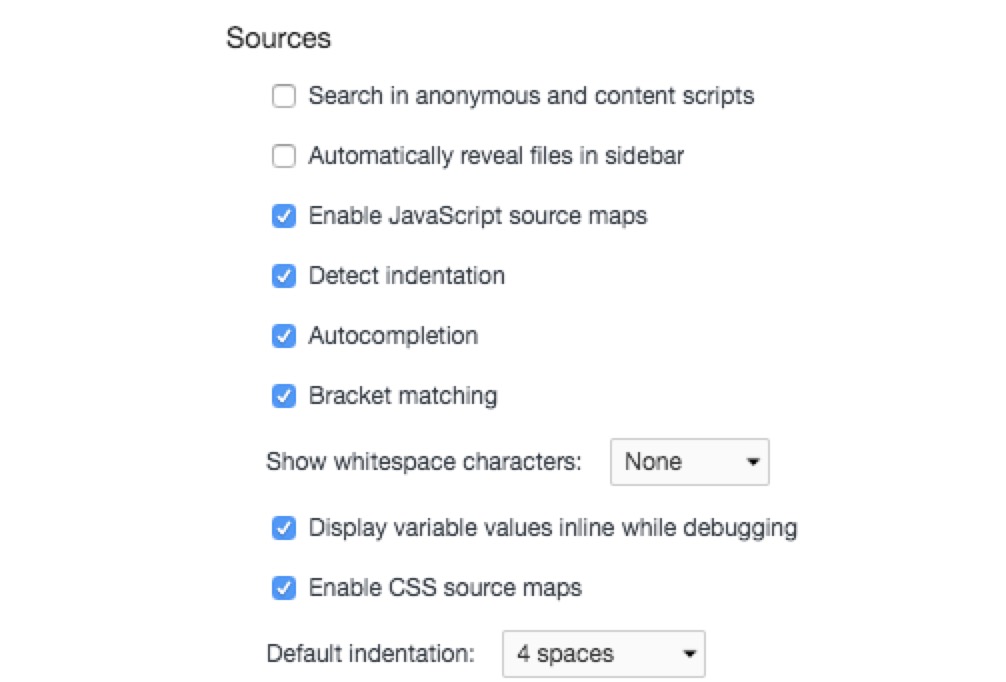 Sources
Search in anonymous and content scripts
Automatically reveal files in sidebar
Enable JavaScript source maps
Detect indentation
Autocompletion
Bracket matching
Show whitespace characters: None
Display variable values inline while debugging
Enable CSS source maps
Default indentation: 4 spaces